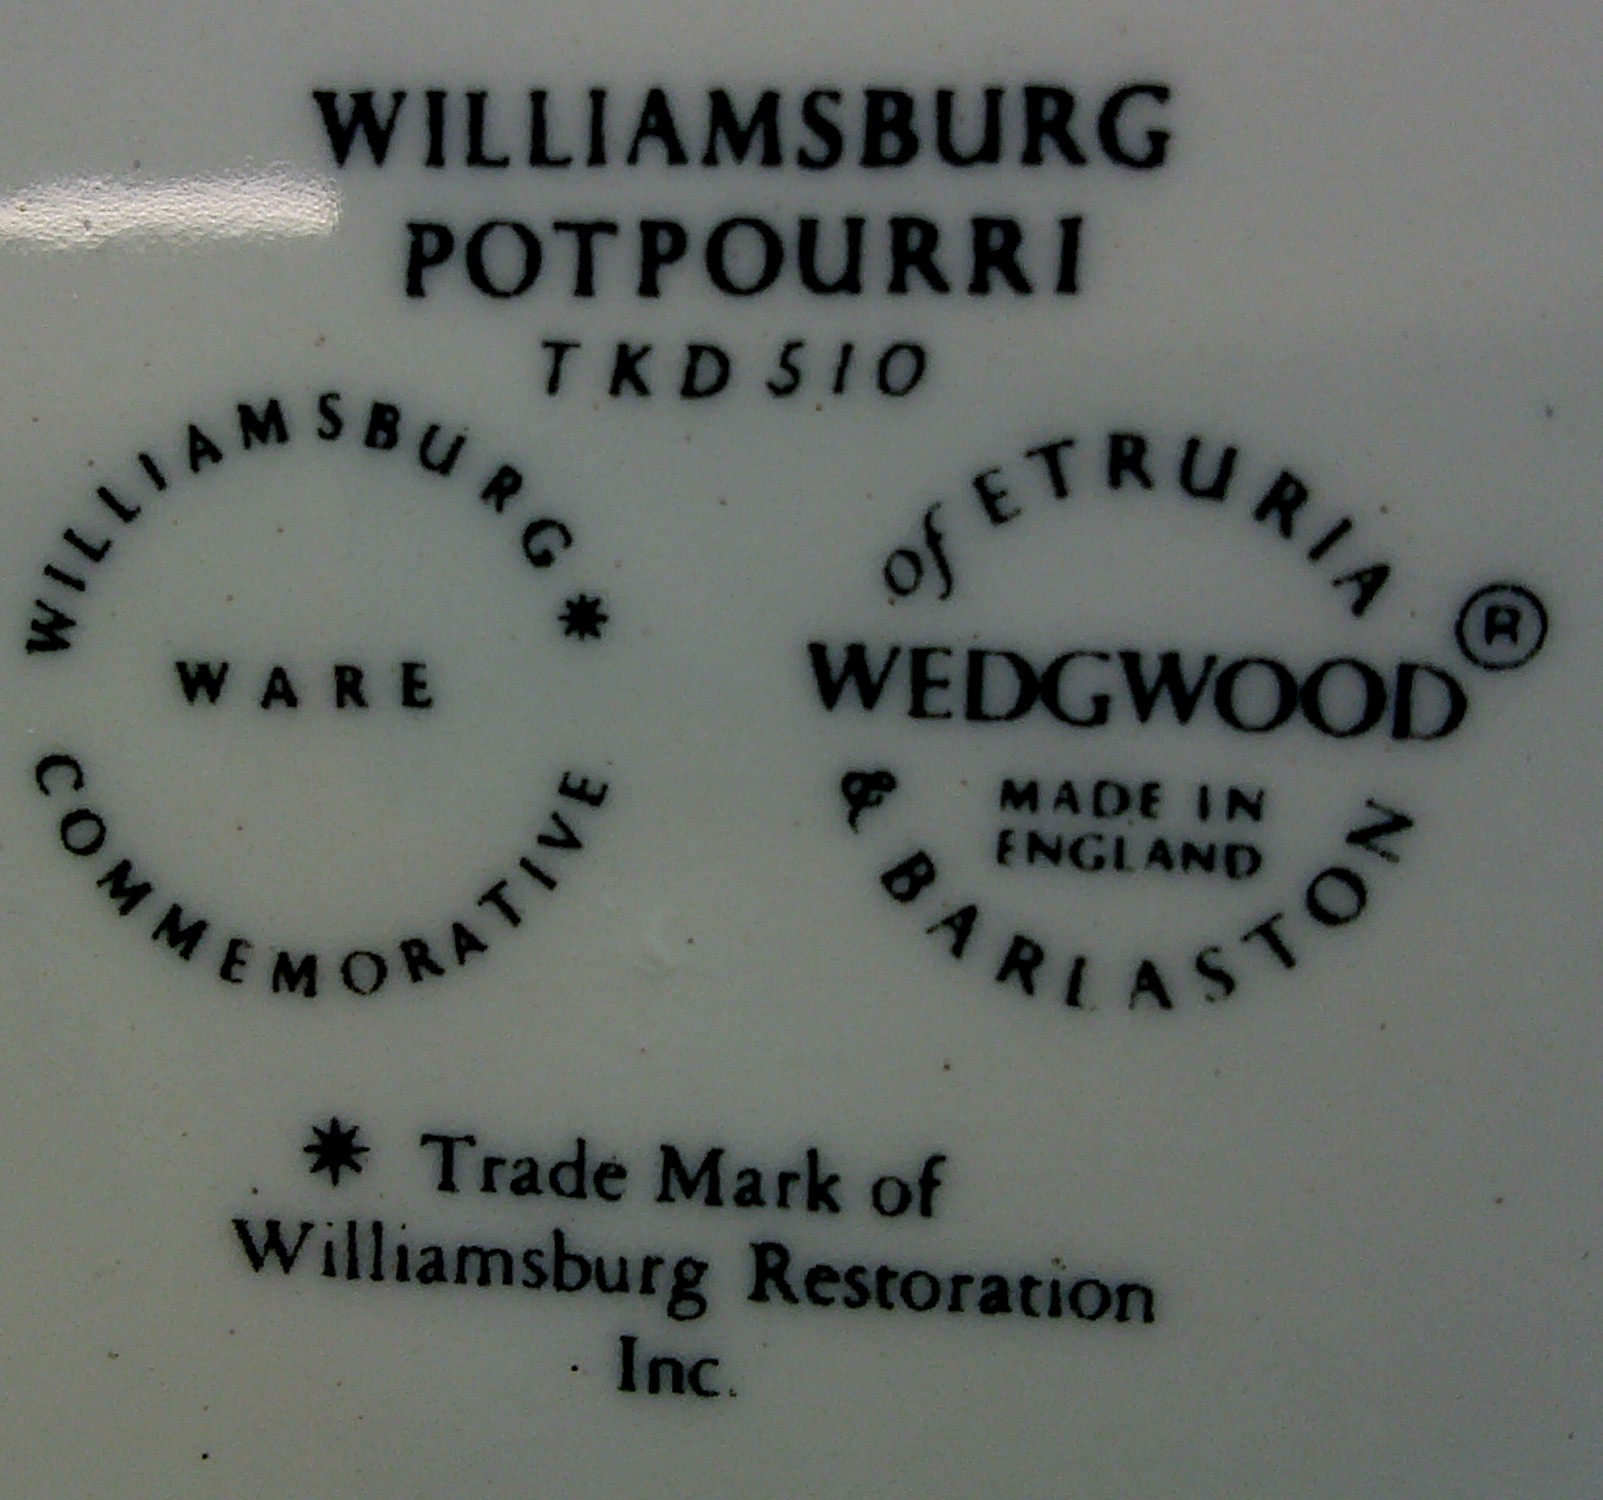 WILLIAMSBURG
POTPOURRI
TKD510
WILLIAMSBURG *
WARE
COMMEMORATIVE
of ETRURIA
WEDGWOOD ®
MADE IN
ENGLAND
& BARLASTON
* Trade Mark of
Williamsburg Restoration
Inc.